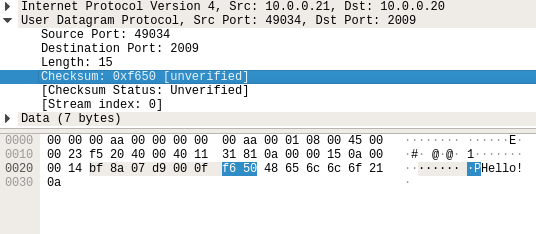 Internet Protocol Version 4, Src: 10.0.0.21, Dst: 10.0.0.20
User Datagram Protocol, Src Port: 49034, Dst Port: 2009
Source Port: 49034
Destination Port: 2009
Length: 15
Checksum: 0xf650 [unverified]
[Checksum Status: Unverified]
[Stream index: 0]
Data (7 bytes)
0000 00 00 00 aa 00 00 00 00 00 aa 00 01 08 00 45 00 ········ ······E·
0010 00 23 f5 20 40 00 40 11 31 81 0a 00 00 15 0a 00 ·#· @·@· 1·······
0020 00 14 bf 8a 07 d9 00 0f f6 50 48 65 6c 6c 6f 21 ········ ·PHello!
0030 0a ·